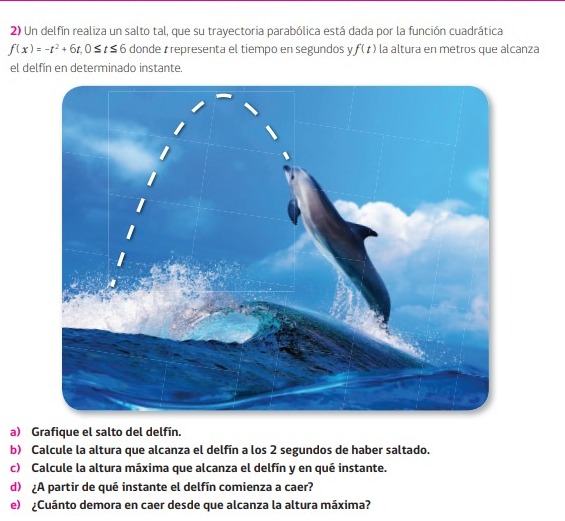 2) Un delfín realiza un salto tal, que su trayectoria parabólica está dada por la función cuadrática
f( x ) = -t² + 6t, 0 ≤ t ≤ 6 donde t representa el tiempo en segundos y f( t ) la altura en metros que alcanza
el delfín en determinado instante.
a) Grafique el salto del delfín.
b) Calcule la altura que alcanza el delfín a los 2 segundos de haber saltado.
c) Calcule la altura máxima que alcanza el delfín y en qué instante.
d) ¿A partir de qué instante el delfín comienza a caer?
e) ¿Cuánto demora en caer desde que alcanza la altura máxima?